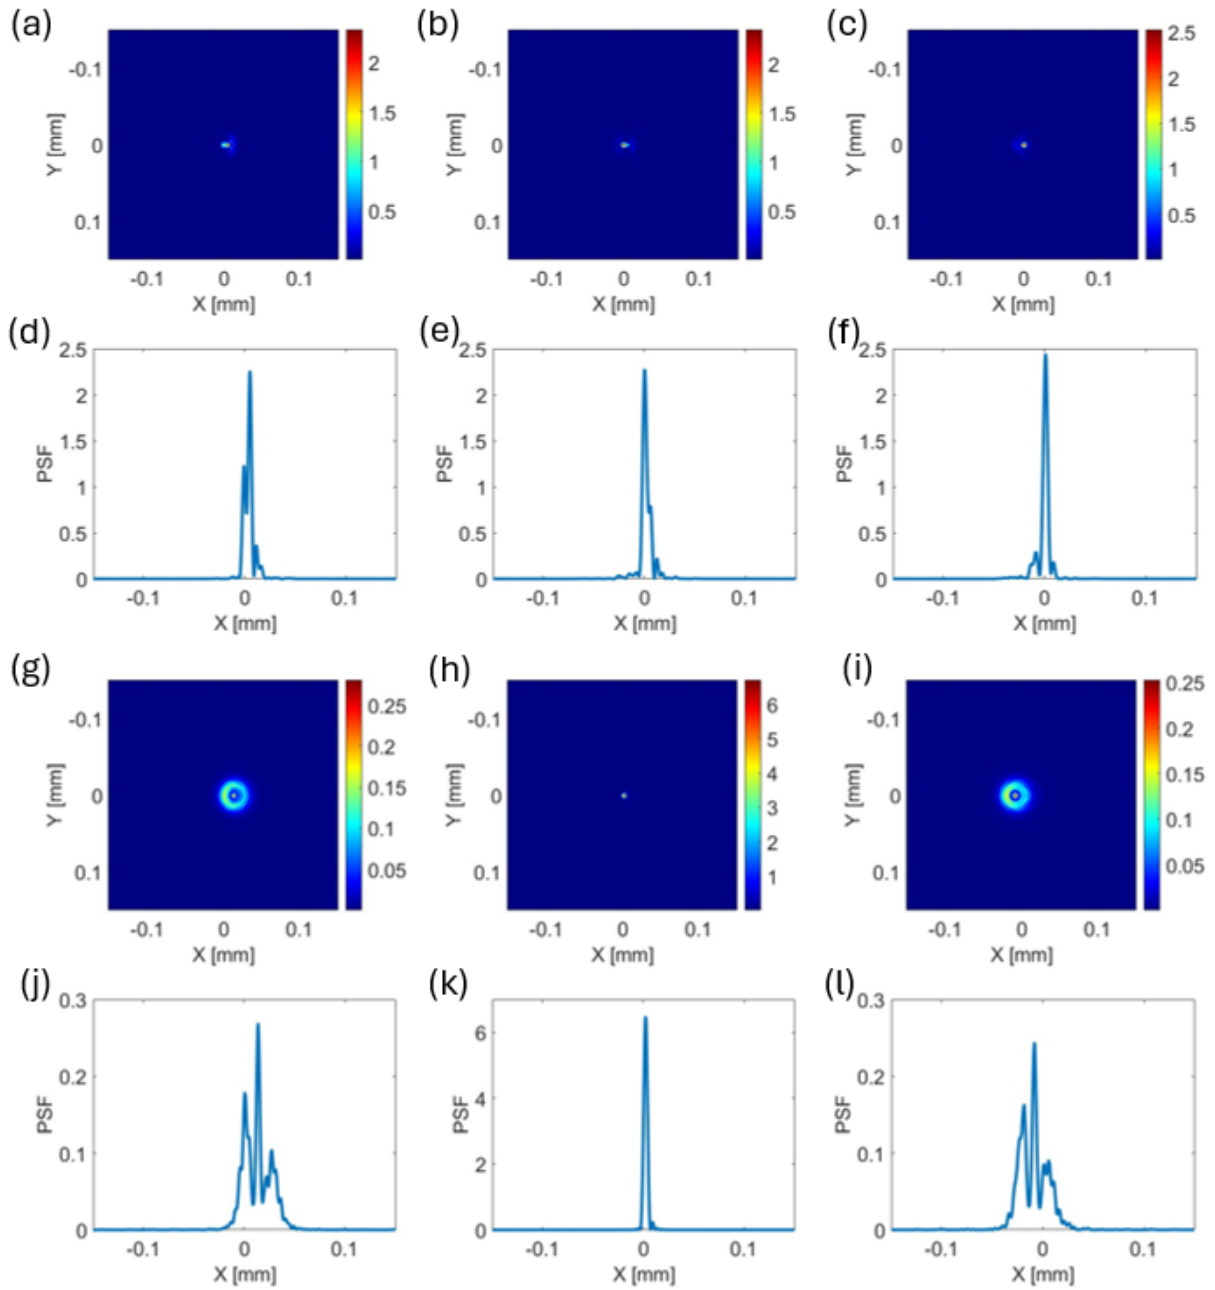 (a) (b) (c)
-0.1 0 0.1 Y [mm] 2 1.5 1 0.5 -0.1 0 0.1 Y [mm] 2 1.5 1 0.5 -0.1 0 0.1 Y [mm] 2.5 2 1.5 1 0.5
-0.1 0 0.1 -0.1 0 0.1 -0.1 0 0.1
X [mm] X [mm] X [mm]
(d) (e) (f)
2.5 2 1.5 1 0.5 0 PSF 2.5 2 1.5 1 0.5 0 PSF 2.5 2 1.5 1 0.5 0 PSF
-0.1 0 0.1 -0.1 0 0.1 -0.1 0 0.1
X [mm] X [mm] X [mm]
(g) (h) (i)
-0.1 0 0.1 Y [mm] 0.25 0.2 0.15 0.1 0.05 -0.1 0 0.1 Y [mm] 6 5 4 3 2 1 -0.1 0 0.1 Y [mm] 0.25 0.2 0.15 0.1 0.05
-0.1 0 0.1 -0.1 0 0.1 -0.1 0 0.1
X [mm] X [mm] X [mm]
(j) (k) (l)
0.3 0.2 0.1 0 PSF 6 4 2 0 PSF 0.3 0.2 0.1 0 PSF
-0.1 0 0.1 -0.1 0 0.1 -0.1 0 0.1
X [mm] X [mm] X [mm]